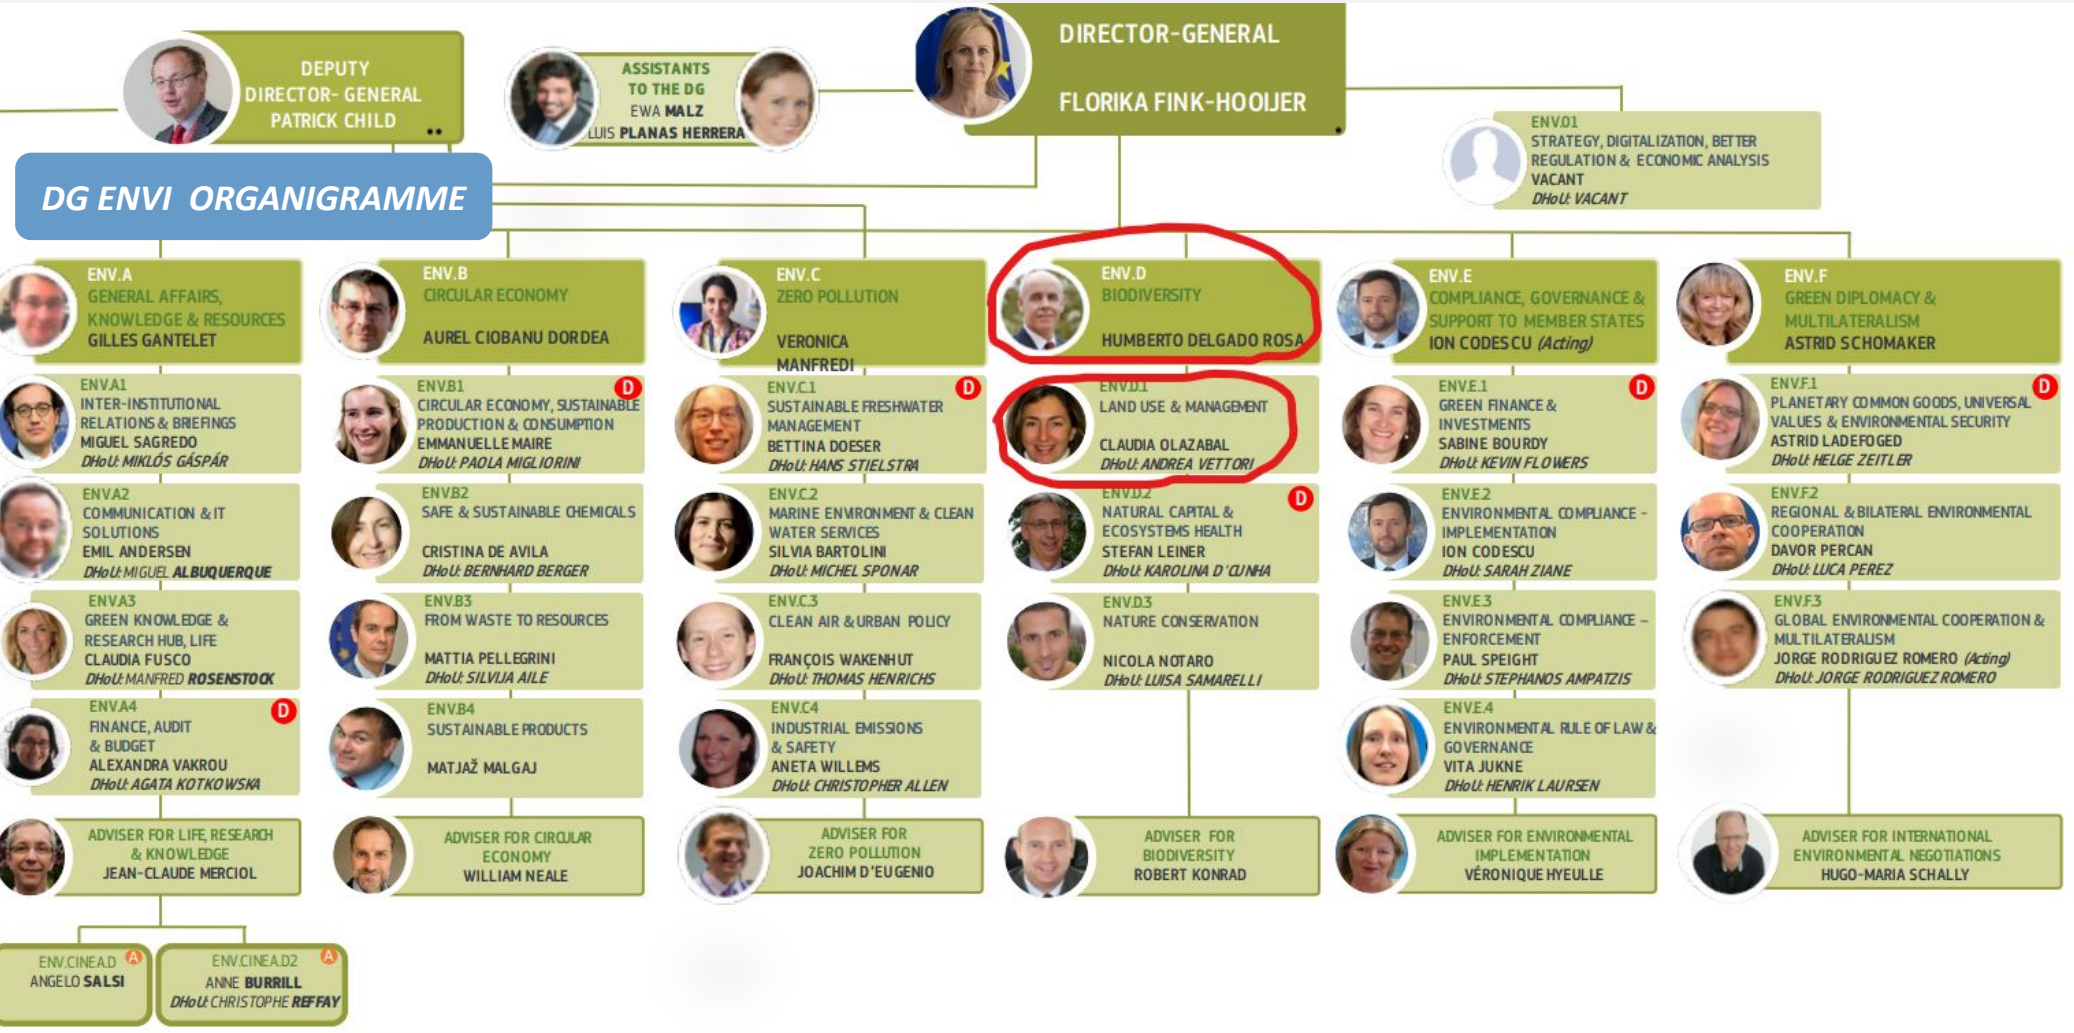 DEPUTY
DIRECTOR- GENERAL
PATRICK CHILD
ASSISTANTS
TO THE DG
EWA MALZ
LUIS PLANAS HERRERA
DIRECTOR-GENERAL
FLORIKA FINK-HOOIJER
ENV.01
STRATEGY, DIGITALIZATION, BETTER
REGULATION & ECONOMIC ANALYSIS
VACANT
DHoU: VACANT
DG ENVI ORGANIGRAMME
ENV.A
GENERAL AFFAIRS,
KNOWLEDGE & RESOURCES
GILLES GANTELET
ENV.A1
INTER-INSTITUTIONAL
RELATIONS & BRIEFINGS
MIGUEL SAGREDO
DHoU: MIKLÓS GÁSPÁR
ENV.A2
COMMUNICATION & IT
SOLUTIONS
EMIL ANDERSEN
DHoU: MIGUEL ALBUQUERQUE
ENV.A3
GREEN KNOWLEDGE &
RESEARCH HUB, LIFE
CLAUDIA FUSCO
DHoU: MANFRED ROSENSTOCK
ENV.A4
D
FINANCE, AUDIT
& BUDGET
ALEXANDRA VAKROU
DHoU: AGATA KOTKOWSKA
ADVISER FOR LIFE, RESEARCH
& KNOWLEDGE
JEAN-CLAUDE MERCIOL
ENV.CINEA.D
A
ANGELO SALSI
ENV.CINEA.D2
A
ANNE BURRILL
DHoU: CHRISTOPHE REFFAY
ENV.B
CIRCULAR ECONOMY
AUREL CIOBANU DORDEA
ENV.B1
D
CIRCULAR ECONOMY, SUSTAINABLE
PRODUCTION & CONSUMPTION
EMMANUELLE MAIRE
DHoU: PAOLA MIGLIORINI
ENV.B2
SAFE & SUSTAINABLE CHEMICALS
CRISTINA DE AVILA
DHoU: BERNHARD BERGER
ENV.B3
FROM WASTE TO RESOURCES
MATTIA PELLEGRINI
DHoU: SILVIJA AILE
ENV.B4
SUSTAINABLE PRODUCTS
MATJAŽ MALGAJ
ADVISER FOR CIRCULAR
ECONOMY
WILLIAM NEALE
ENV.C
ZERO POLLUTION
VERONICA
MANFREDI
ENV.C.1
D
SUSTAINABLE FRESHWATER
MANAGEMENT
BETTINA DOESER
DHoU: HANS STIELSTRA
ENV.C.2
MARINE ENVIRONMENT & CLEAN
WATER SERVICES
SILVIA BARTOLINI
DHoU: MICHEL SPONAR
ENV.C.3
CLEAN AIR & URBAN POLICY
FRANÇOIS WAKENHUT
DHoU: THOMAS HENRICHS
ENV.C4
INDUSTRIAL EMISSIONS
& SAFETY
ANETA WILLEMS
DHoU: CHRISTOPHER ALLEN
ADVISER FOR
ZERO POLLUTION
JOACHIM D'EUGENIO
ENV.D
BIODIVERSITY
HUMBERTO DELGADO ROSA
ENV.D.1
LAND USE & MANAGEMENT
CLAUDIA OLAZABAL
DHoU: ANDREA VETTORI
ENV.D.2
D
NATURAL CAPITAL &
ECOSYSTEMS HEALTH
STEFAN LEINER
DHoU: KAROLINA D'CUNHA
ENV.D.3
NATURE CONSERVATION
NICOLA NOTARO
DHoU: LUISA SAMARELLI
ADVISER FOR
BIODIVERSITY
ROBERT KONRAD
ENV.E
COMPLIANCE, GOVERNANCE &
SUPPORT TO MEMBER STATES
ION CODESCU (Acting)
ENV.E.1
D
GREEN FINANCE &
INVESTMENTS
SABINE BOURDY
DHoU: KEVIN FLOWERS
ENV.E.2
ENVIRONMENTAL COMPLIANCE -
IMPLEMENTATION
ION CODESCU
DHoU: SARAH ZIANE
ENV.E.3
ENVIRONMENTAL COMPLIANCE –
ENFORCEMENT
PAUL SPEIGHT
DHoU: STEPHANOS AMPATZIS
ENV.E.4
ENVIRONMENTAL RULE OF LAW &
GOVERNANCE
VITA JUKNE
DHoU: HENRIK LAURSEN
ADVISER FOR ENVIRONMENTAL
IMPLEMENTATION
VÉRONIQUE HYEULLE
ENV.F
GREEN DIPLOMACY &
MULTILATERALISM
ASTRID SCHOMAKER
ENV.F.1
D
PLANETARY COMMON GOODS, UNIVERSAL
VALUES & ENVIRONMENTAL SECURITY
ASTRID LADEFOGED
DHoU: HELGE ZEITLER
ENV.F.2
REGIONAL & BILATERAL ENVIRONMENTAL
COOPERATION
DAVOR PERCAN
DHoU: LUCA PEREZ
ENV.F.3
GLOBAL ENVIRONMENTAL COOPERATION &
MULTILATERALISM
JORGE RODRIGUEZ ROMERO (Acting)
DHoU: JORGE RODRIGUEZ ROMERO
ADVISER FOR INTERNATIONAL
ENVIRONMENTAL NEGOTIATIONS
HUGO-MARIA SCHALLY